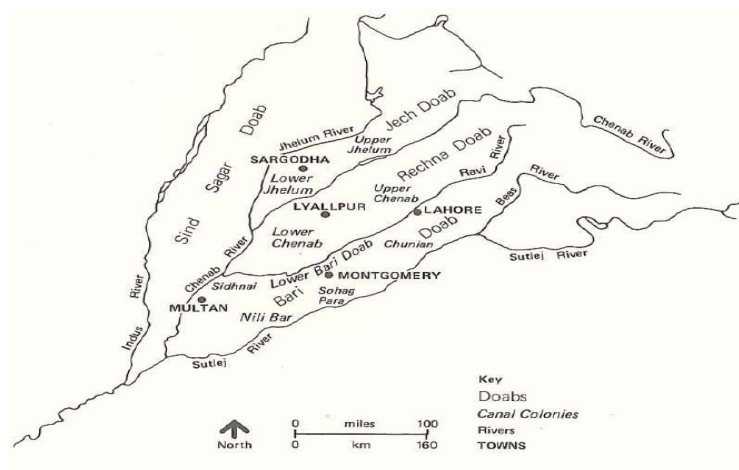 Jech Doab
Chenab River
Jhelum River
Upper
Jhelum
Sind Sagar Doab
Rechna Doab
SARGODHA
Lower
Jhelum
Ravi River
Upper
Chenab
River
Beas
LYALLPUR
LAHORE
Doab
Lower
Chenab
Chunian
Sutlej River
Chenab River
Lower Bari Doab
Sidhnai
MONTGOMERY
Bari
Sohag
Para
Indus River
MULTAN
Nili Bar
Sutlej River
Key
Doabs
Canal Colonies
Rivers
TOWNS
North
0 miles 100
0 km 160